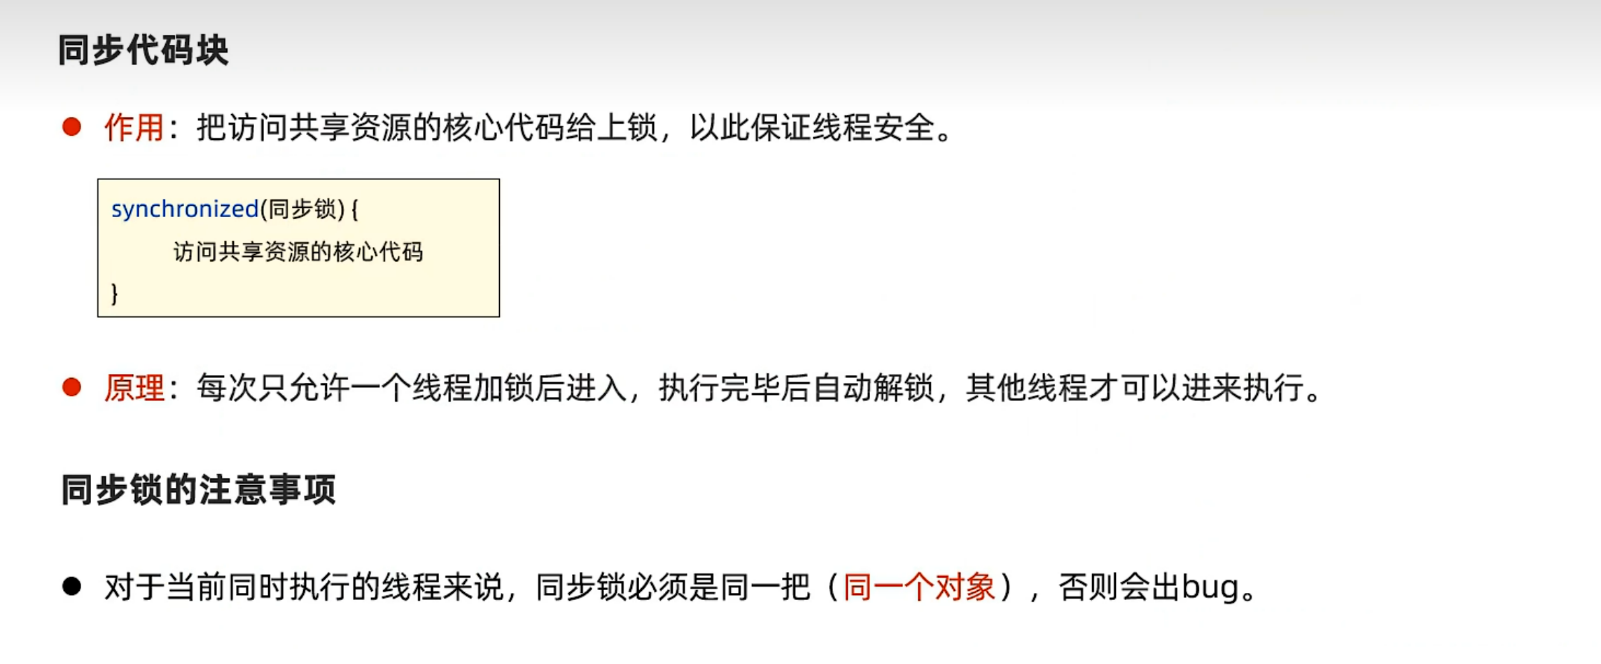 同步代码块
作用：把访问共享资源的核心代码给上锁，以此保证线程安全。
synchronized(同步锁) {
访问共享资源的核心代码
}
原理：每次只允许一个线程加锁后进入，执行完毕后自动解锁，其他线程才可以进来执行。
同步锁的注意事项
对于当前同时执行的线程来说，同步锁必须是同一把（同一个对象），否则会出bug。